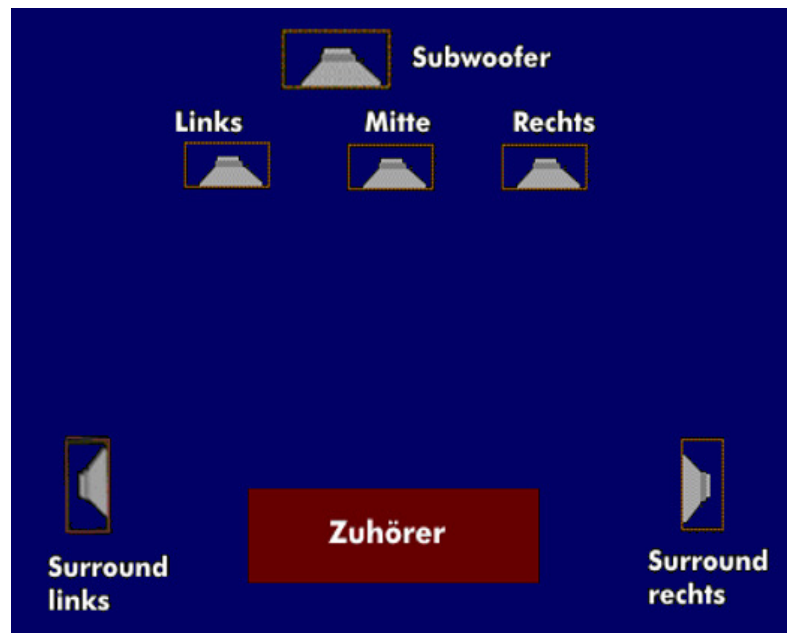 Subwoofer
Links Mitte Rechts
Zuhörer
Surround
links
Surround
rechts